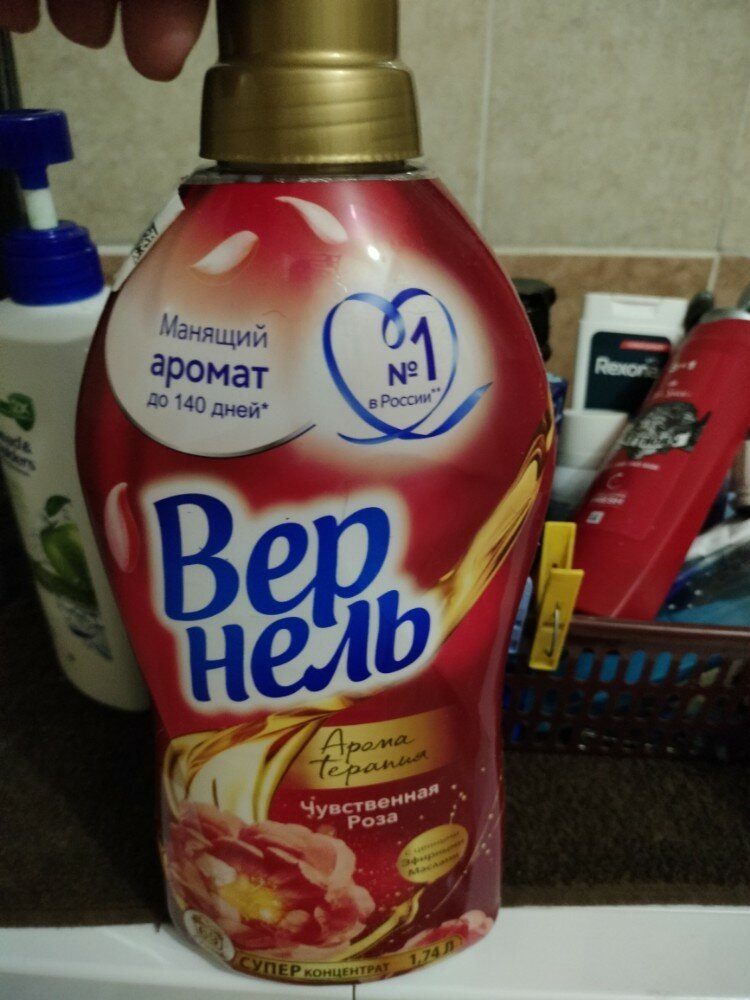 Манящий
аромат
до 140 дней*
№1
в России**
Вер
нель
Арома
Терапия
Чувственная
Роза
с ценными
Эфирными
Маслами
СУПЕР КОНЦЕНТРАТ 1,74 Л
Rexona